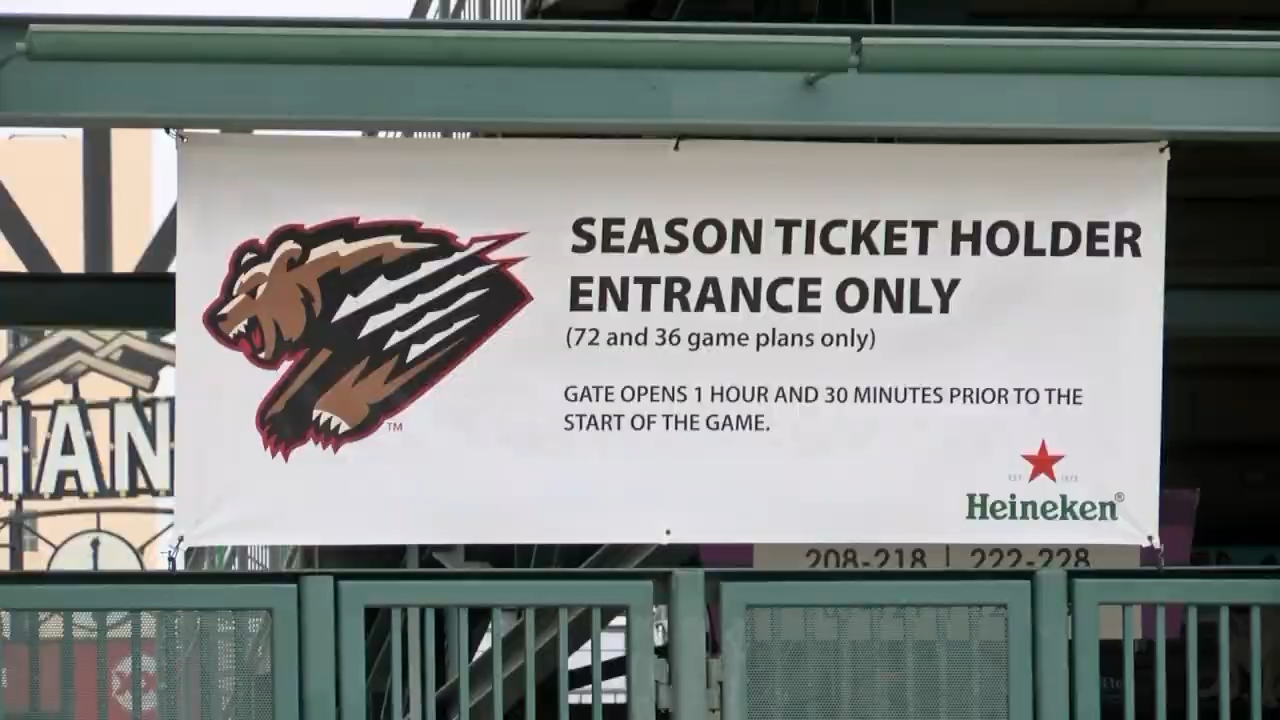 SEASON TICKET HOLDER
ENTRANCE ONLY
(72 and 36 game plans only)
GATE OPENS 1 HOUR AND 30 MINUTES PRIOR TO THE
START OF THE GAME.
TM
Heineken®
HAN
208-218 | 222-228